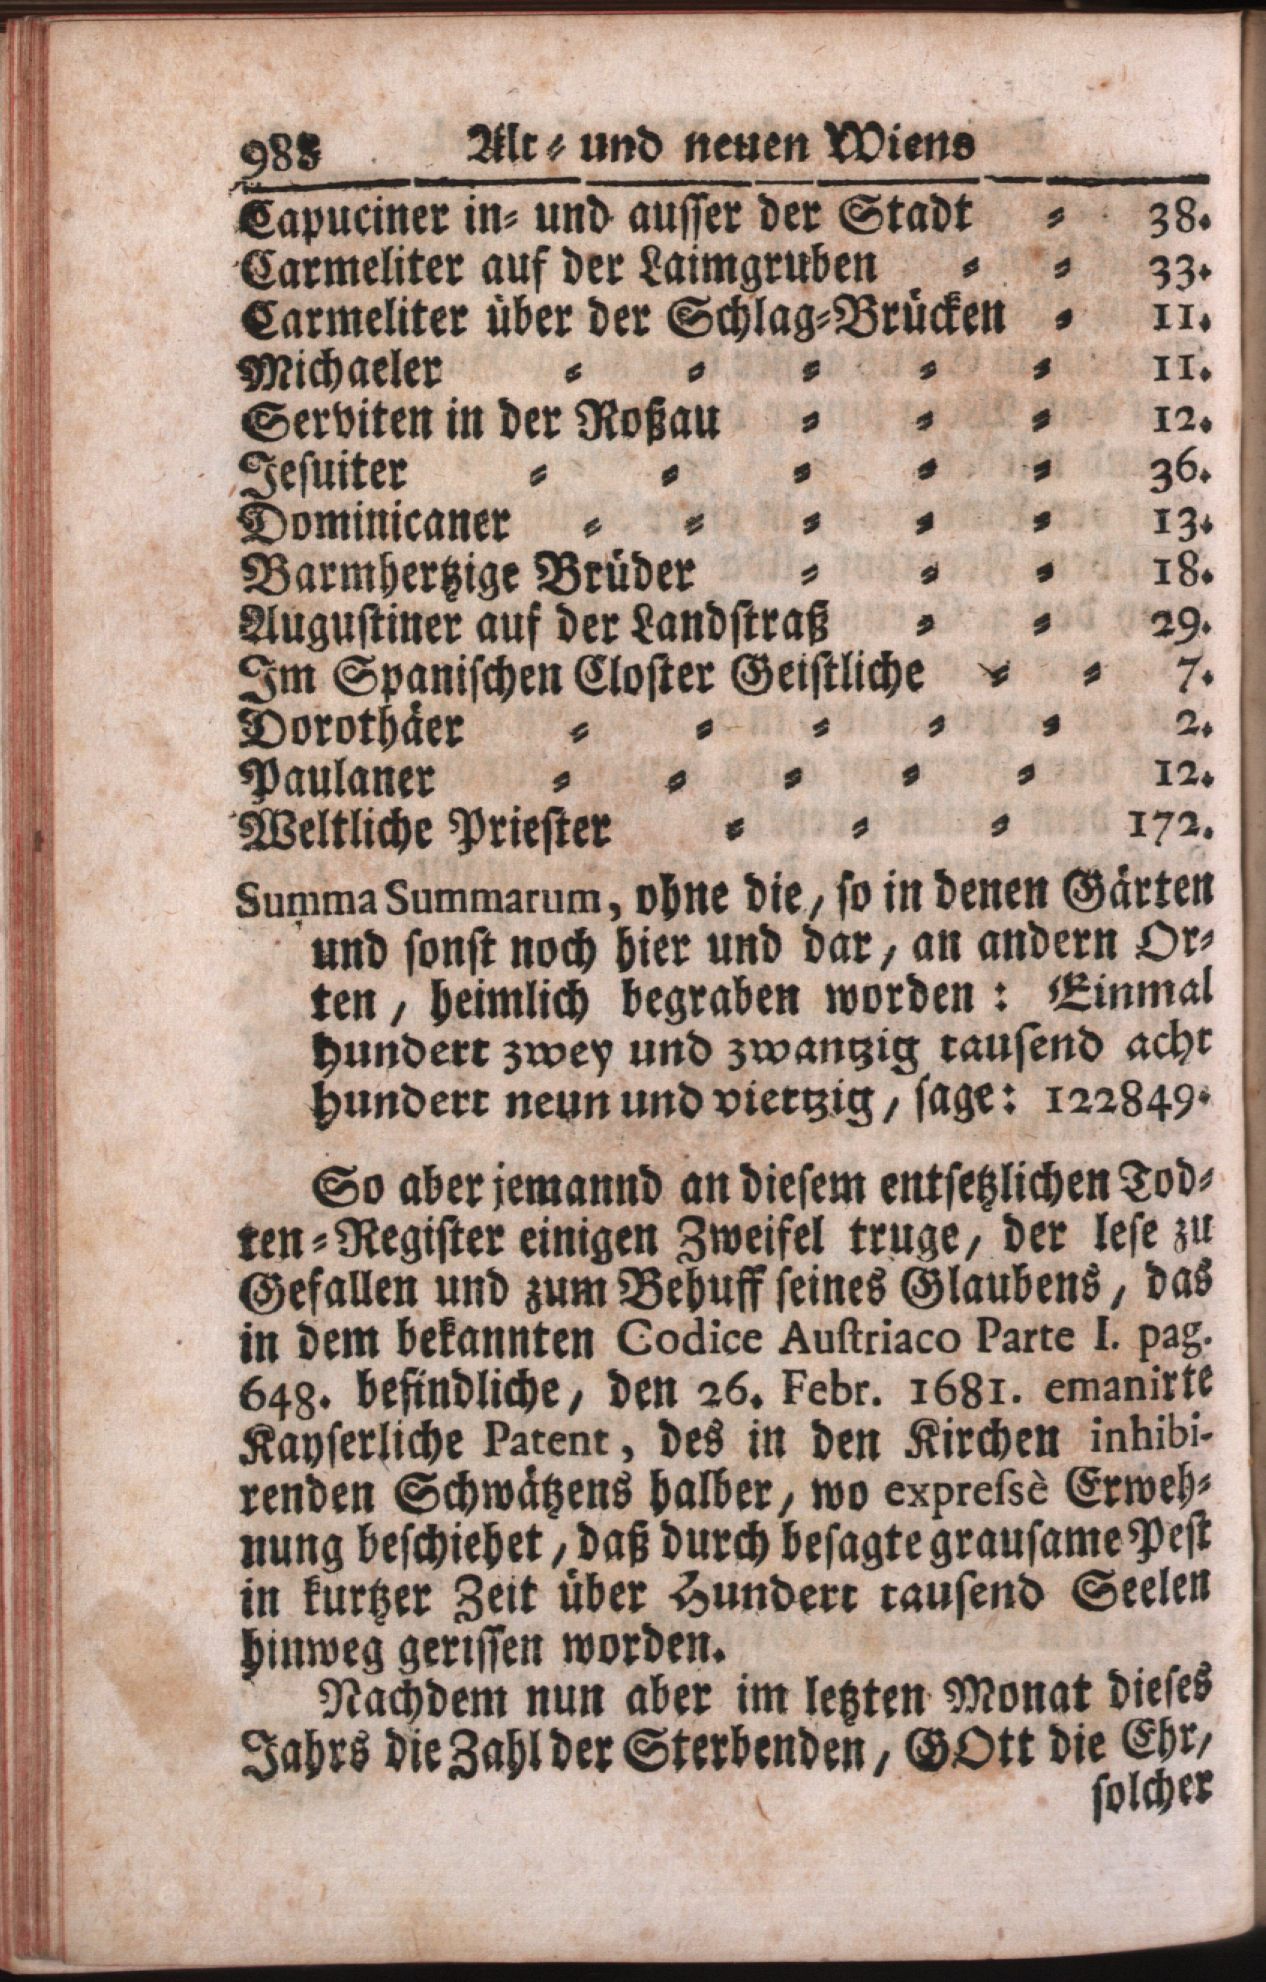 988 Alt- und neuen Wiens
Capuciner in- und ausser der Stadt - 38.
Carmeliter auf der Laimgruben - - 33.
Carmeliter über der Schlag-Brücken - 11.
Michaeler - - - - - 11.
Serviten in der Roßau - - - 12.
Jesuiter - - - - - 36.
Dominicaner - - - - - 13.
Barmhertzige Brüder - - - 18.
Augustiner auf der Landstraß - - 29.
Im Spanischen Closter Geistliche - - 7.
Dorothäer - - - - - 2.
Paulaner - - - - - 12.
Weltliche Priester - - - 172.
Summa Summarum, ohne die, so in denen Gärten
und sonst noch hier und dar, an andern Or-
ten, heimlich begraben worden: Einmal
hundert zwey und zwantzig tausend acht
hundert neun und viertzig, sage: 122849.
So aber jemannd an diesem entsetzlichen Tod-
ten-Register einigen Zweifel truge, der lese zu
Gefallen und zum Behuff seines Glaubens, das
in dem bekannten Codice Austriaco Parte I. pag.
648. befindliche, den 26. Febr. 1681. emanirte
Kayserliche Patent, des in den Kirchen inhibi-
renden Schwätzens halber, wo expressè Erweh-
nung beschiehet, daß durch besagte grausame Pest
in kurtzer Zeit über Hundert tausend Seelen
hinweg gerissen worden.
Nachdem nun aber im letzten Monat dieses
Jahrs die Zahl der Sterbenden, GOtt die Ehr,
solcher